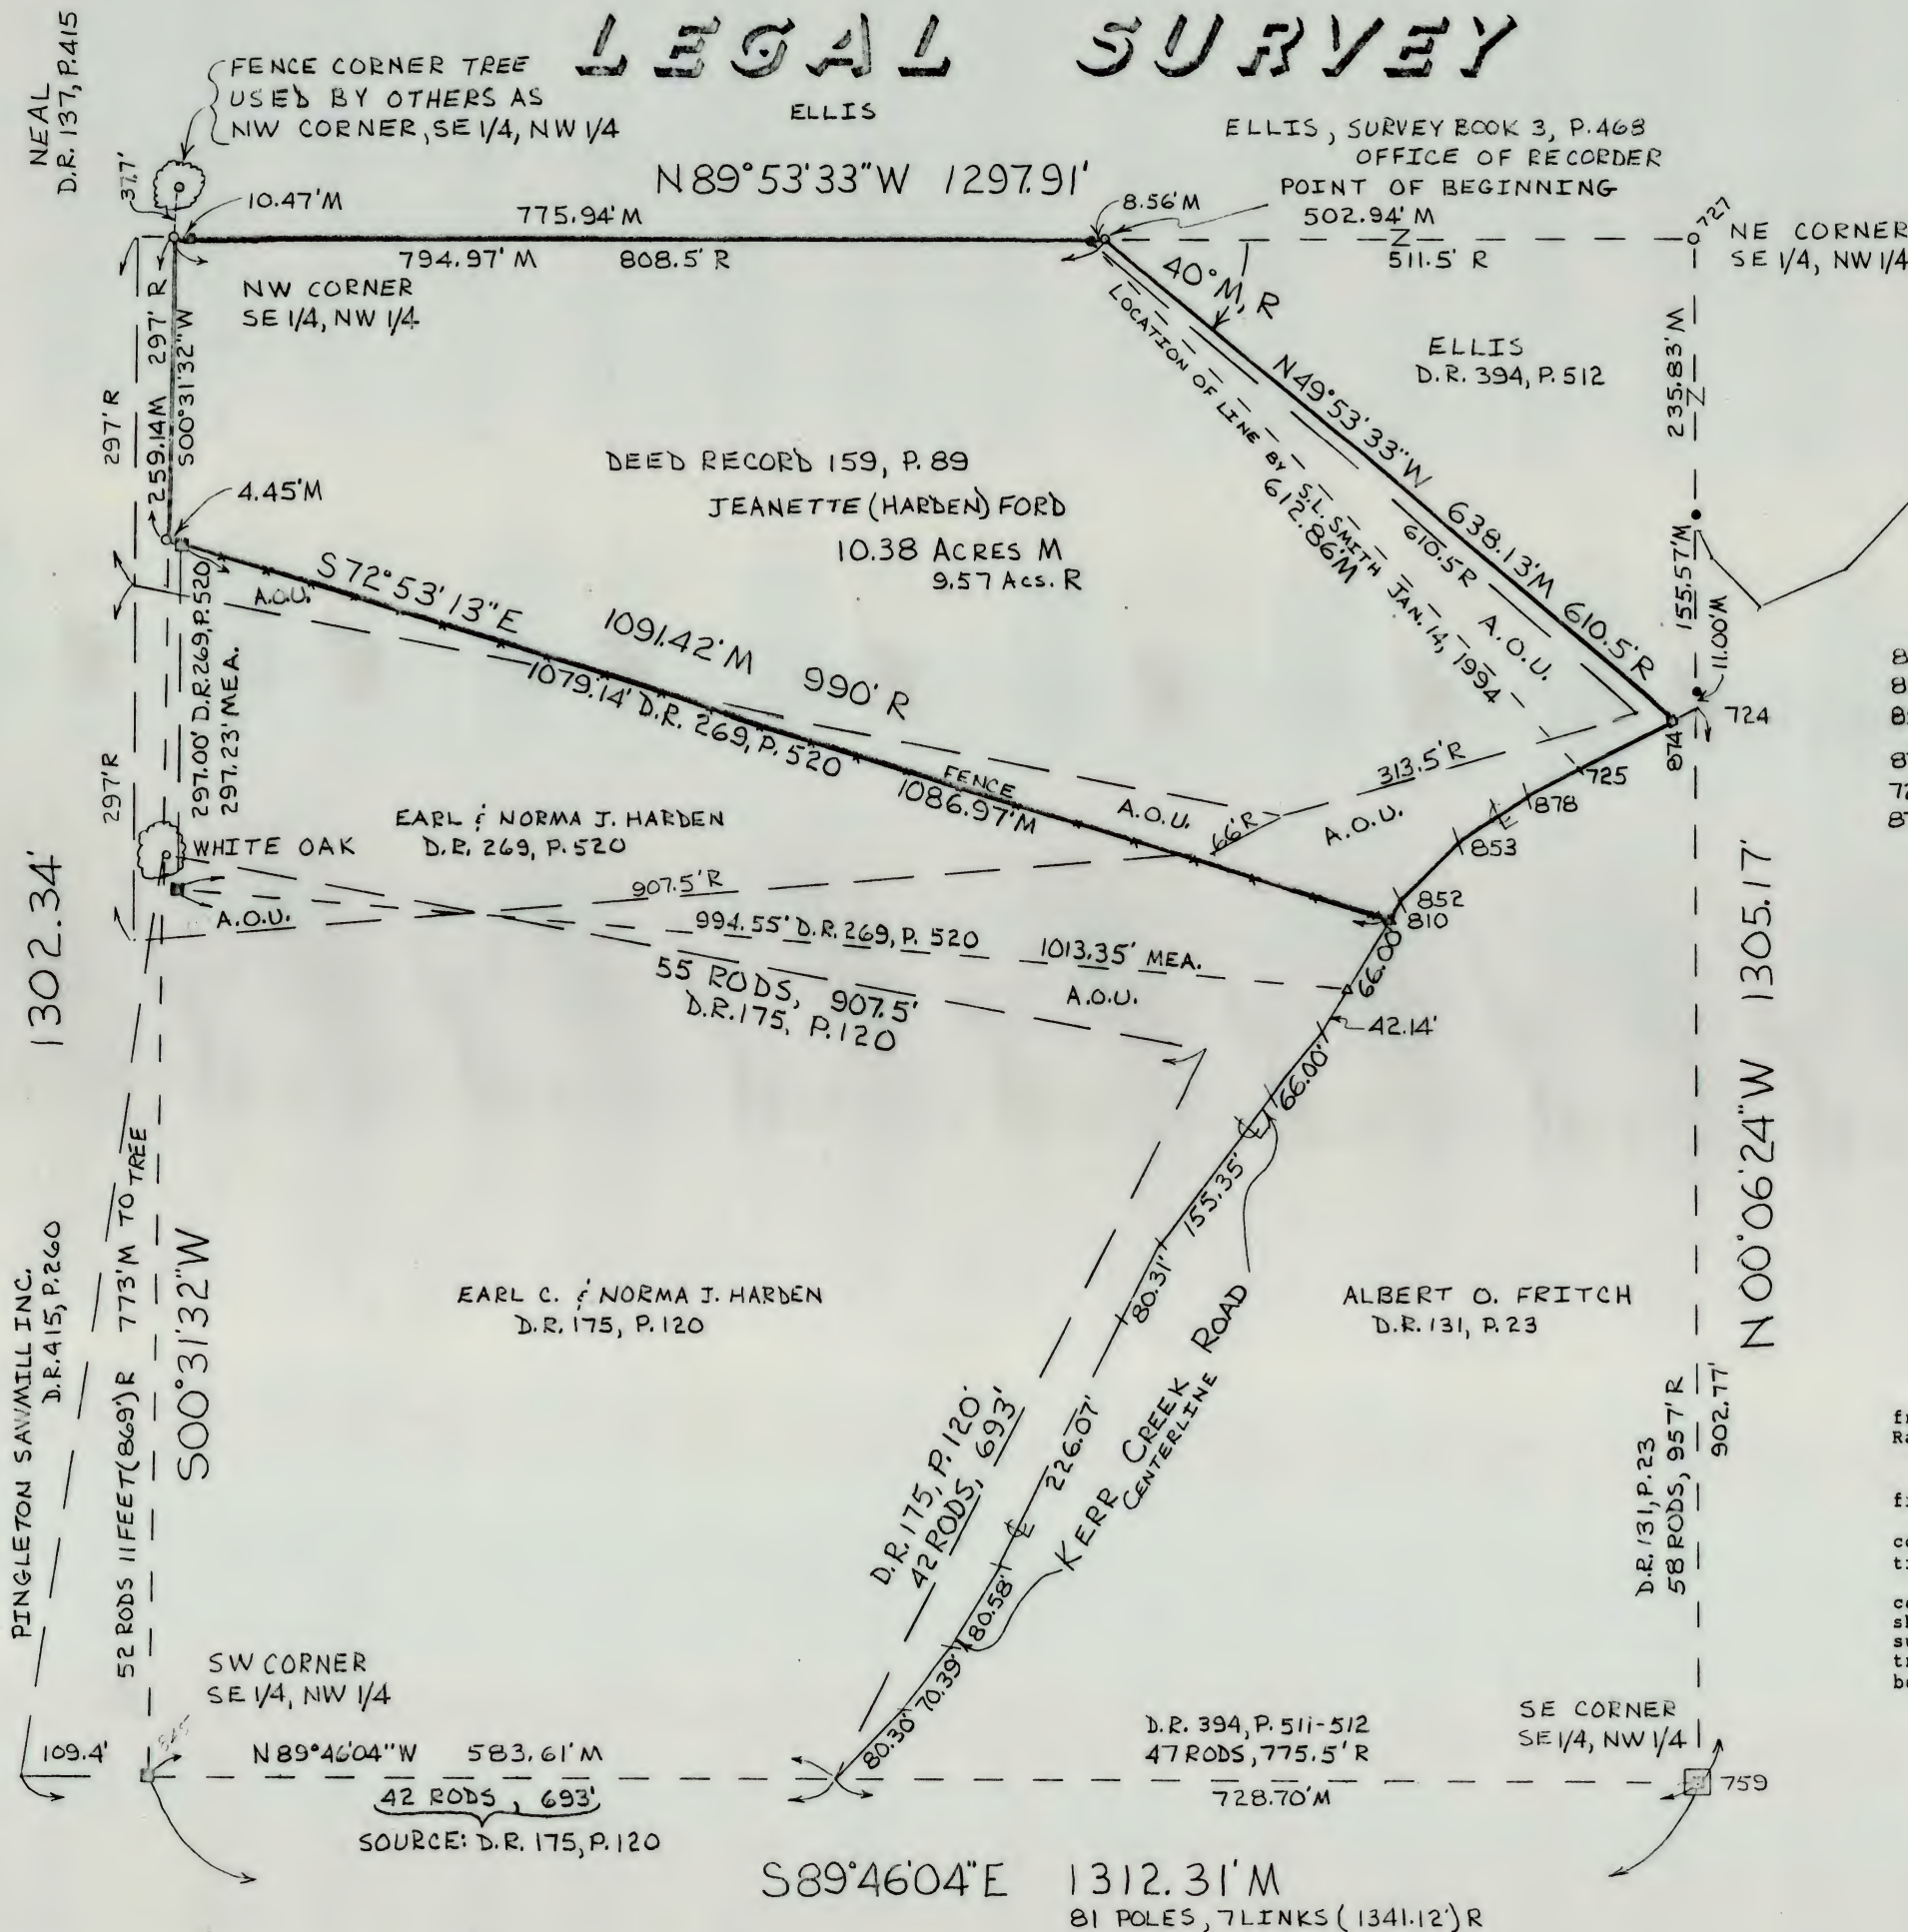 LEGAL SURVEY
NEAL
D.R. 137, P.415
FENCE CORNER TREE
USED BY OTHERS AS
NW CORNER, SE 1/4, NW 1/4
ELLIS
ELLIS, SURVEY BOOK 3, P.468
OFFICE OF RECORDER
POINT OF BEGINNING
N89°53'33"W 1297.91'
37.7'
10.47'M
775.94'M
8.56'M
502.94'M
Z
727
NE CORNER
SE 1/4, NW 1/4
794.97'M 808.5'R
511.5' R
NW CORNER
SE 1/4, NW 1/4
40°M, R
ELLIS
D.R. 394, P. 512
297'R
259.14M 297' R
S00°31'32"W
LOCATION OF LINE BY S.L. SMITH JAN. 14, 1994
612.86'M
N49°53'33"W 638.13'M 610.5'R
610.5R
A.O.U.
235.83'M
Z
155.57'M
11.00'M
DEED RECORD 159, P. 89
JEANETTE (HARDEN) FORD
10.38 ACRES M
9.57 Acs. R
4.45'M
S72°53'13"E 1091.42'M 990'R
A.O.U.
1079.14' D.R. 269, P. 520
FENCE
1086.97'M
297.00' D.R.269, P.520
297.23' MEA.
297'R
724
874
725
878
E
853
852
810
313.5'R
66'R
A.O.U.
A.O.U.
EARL & NORMA J. HARDEN
D.R. 269, P. 520
WHITE OAK
907.5'R
A.O.U.
994.55' D.R. 269, P. 520 1013.35' MEA.
55 RODS, 907.5'
D.R.175, P.120
A.O.U.
66.00'
42.14'
66.00'
155.35'
80.31'
226.07'
80.58'
70.39'
80.30'
1302.34'
N00°06'24"W 1305.17'
PINGLETON SAWMILL INC.
D.R.415, P.260
52 RODS 11 FEET (869')R 773'M TO TREE
S00°31'32"W
EARL C. & NORMA J. HARDEN
D.R. 175, P. 120
ALBERT O. FRITCH
D.R. 131, P. 23
D.R. 175, P. 120'
42 RODS, 693'
KERR CREEK ROAD
CENTERLINE
D.R. 131, P.23
58 RODS, 957'R
902.77'
SW CORNER
SE 1/4, NW 1/4
109.4'
N89°46'04"W 583.61'M
42 RODS, 693'
SOURCE: D.R. 175, P.120
D.R. 394, P. 511-512
47 RODS, 775.5'R
728.70'M
SE CORNER
SE 1/4, NW 1/4
759
S89°46'04"E 1312.31'M
81 POLES, 7 LINKS (1341.12')R